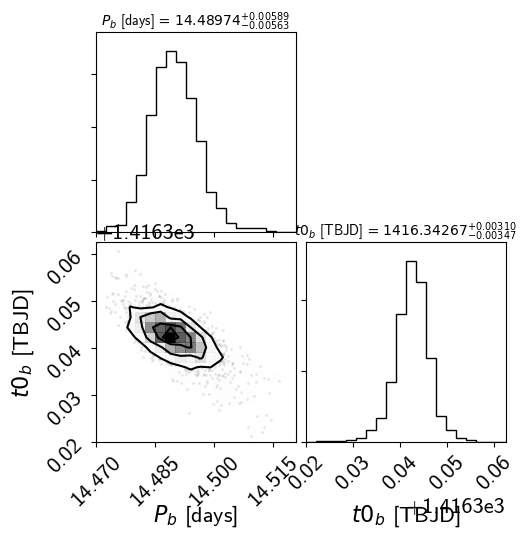 P_b [days] = 14.48974^{+0.00589}_{-0.00563}
+1.4163e3
t0_b [TBJD] = 1416.34267^{+0.00310}_{-0.00347}
0.06
0.05
0.04
0.03
0.02
t0_b [TBJD]
14.470 14.485 14.500 14.515
P_b [days]
0.02 0.03 0.04 0.05 0.06
+1.4163e3
t0_b [TBJD]